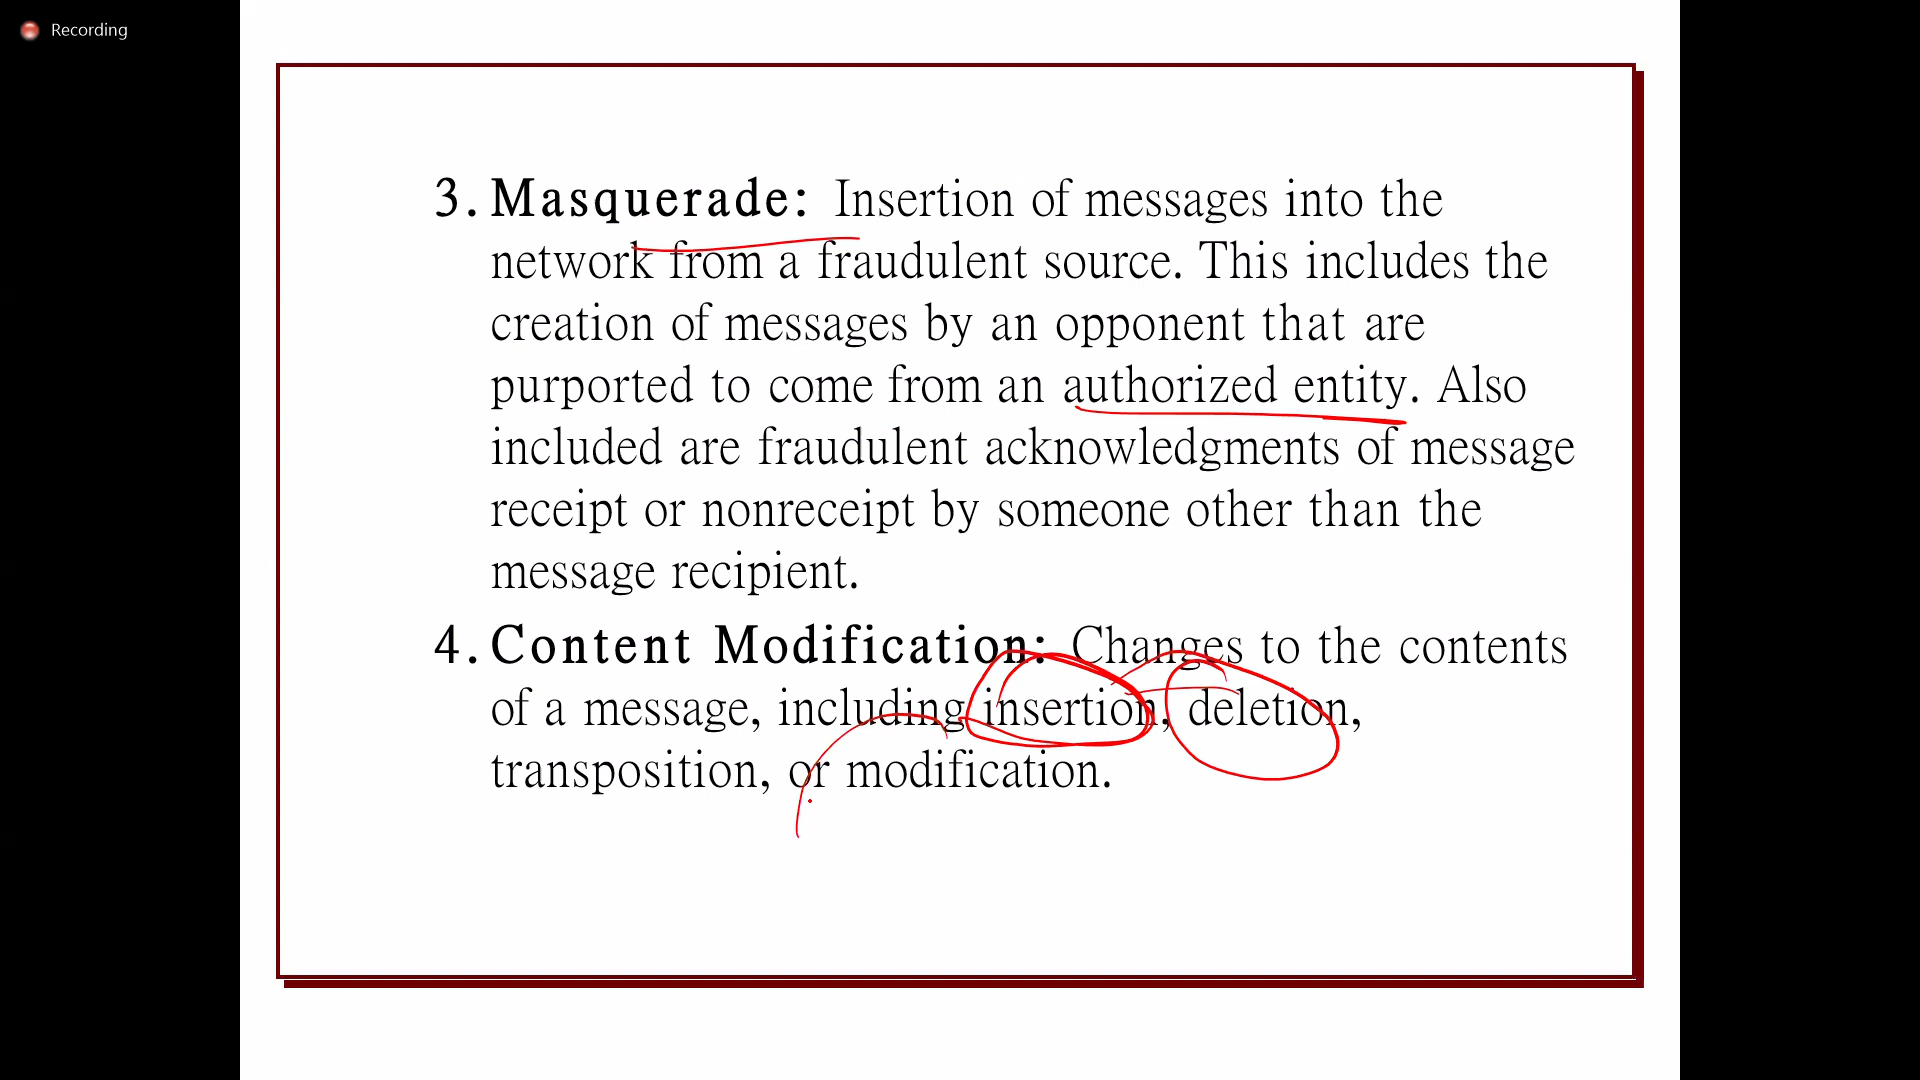 Recording
3. Masquerade: Insertion of messages into the
network from a fraudulent source. This includes the
creation of messages by an opponent that are
purported to come from an authorized entity. Also
included are fraudulent acknowledgments of message
receipt or nonreceipt by someone other than the
message recipient.
4. Content Modification: Changes to the contents
of a message, including insertion, deletion,
transposition, or modification.